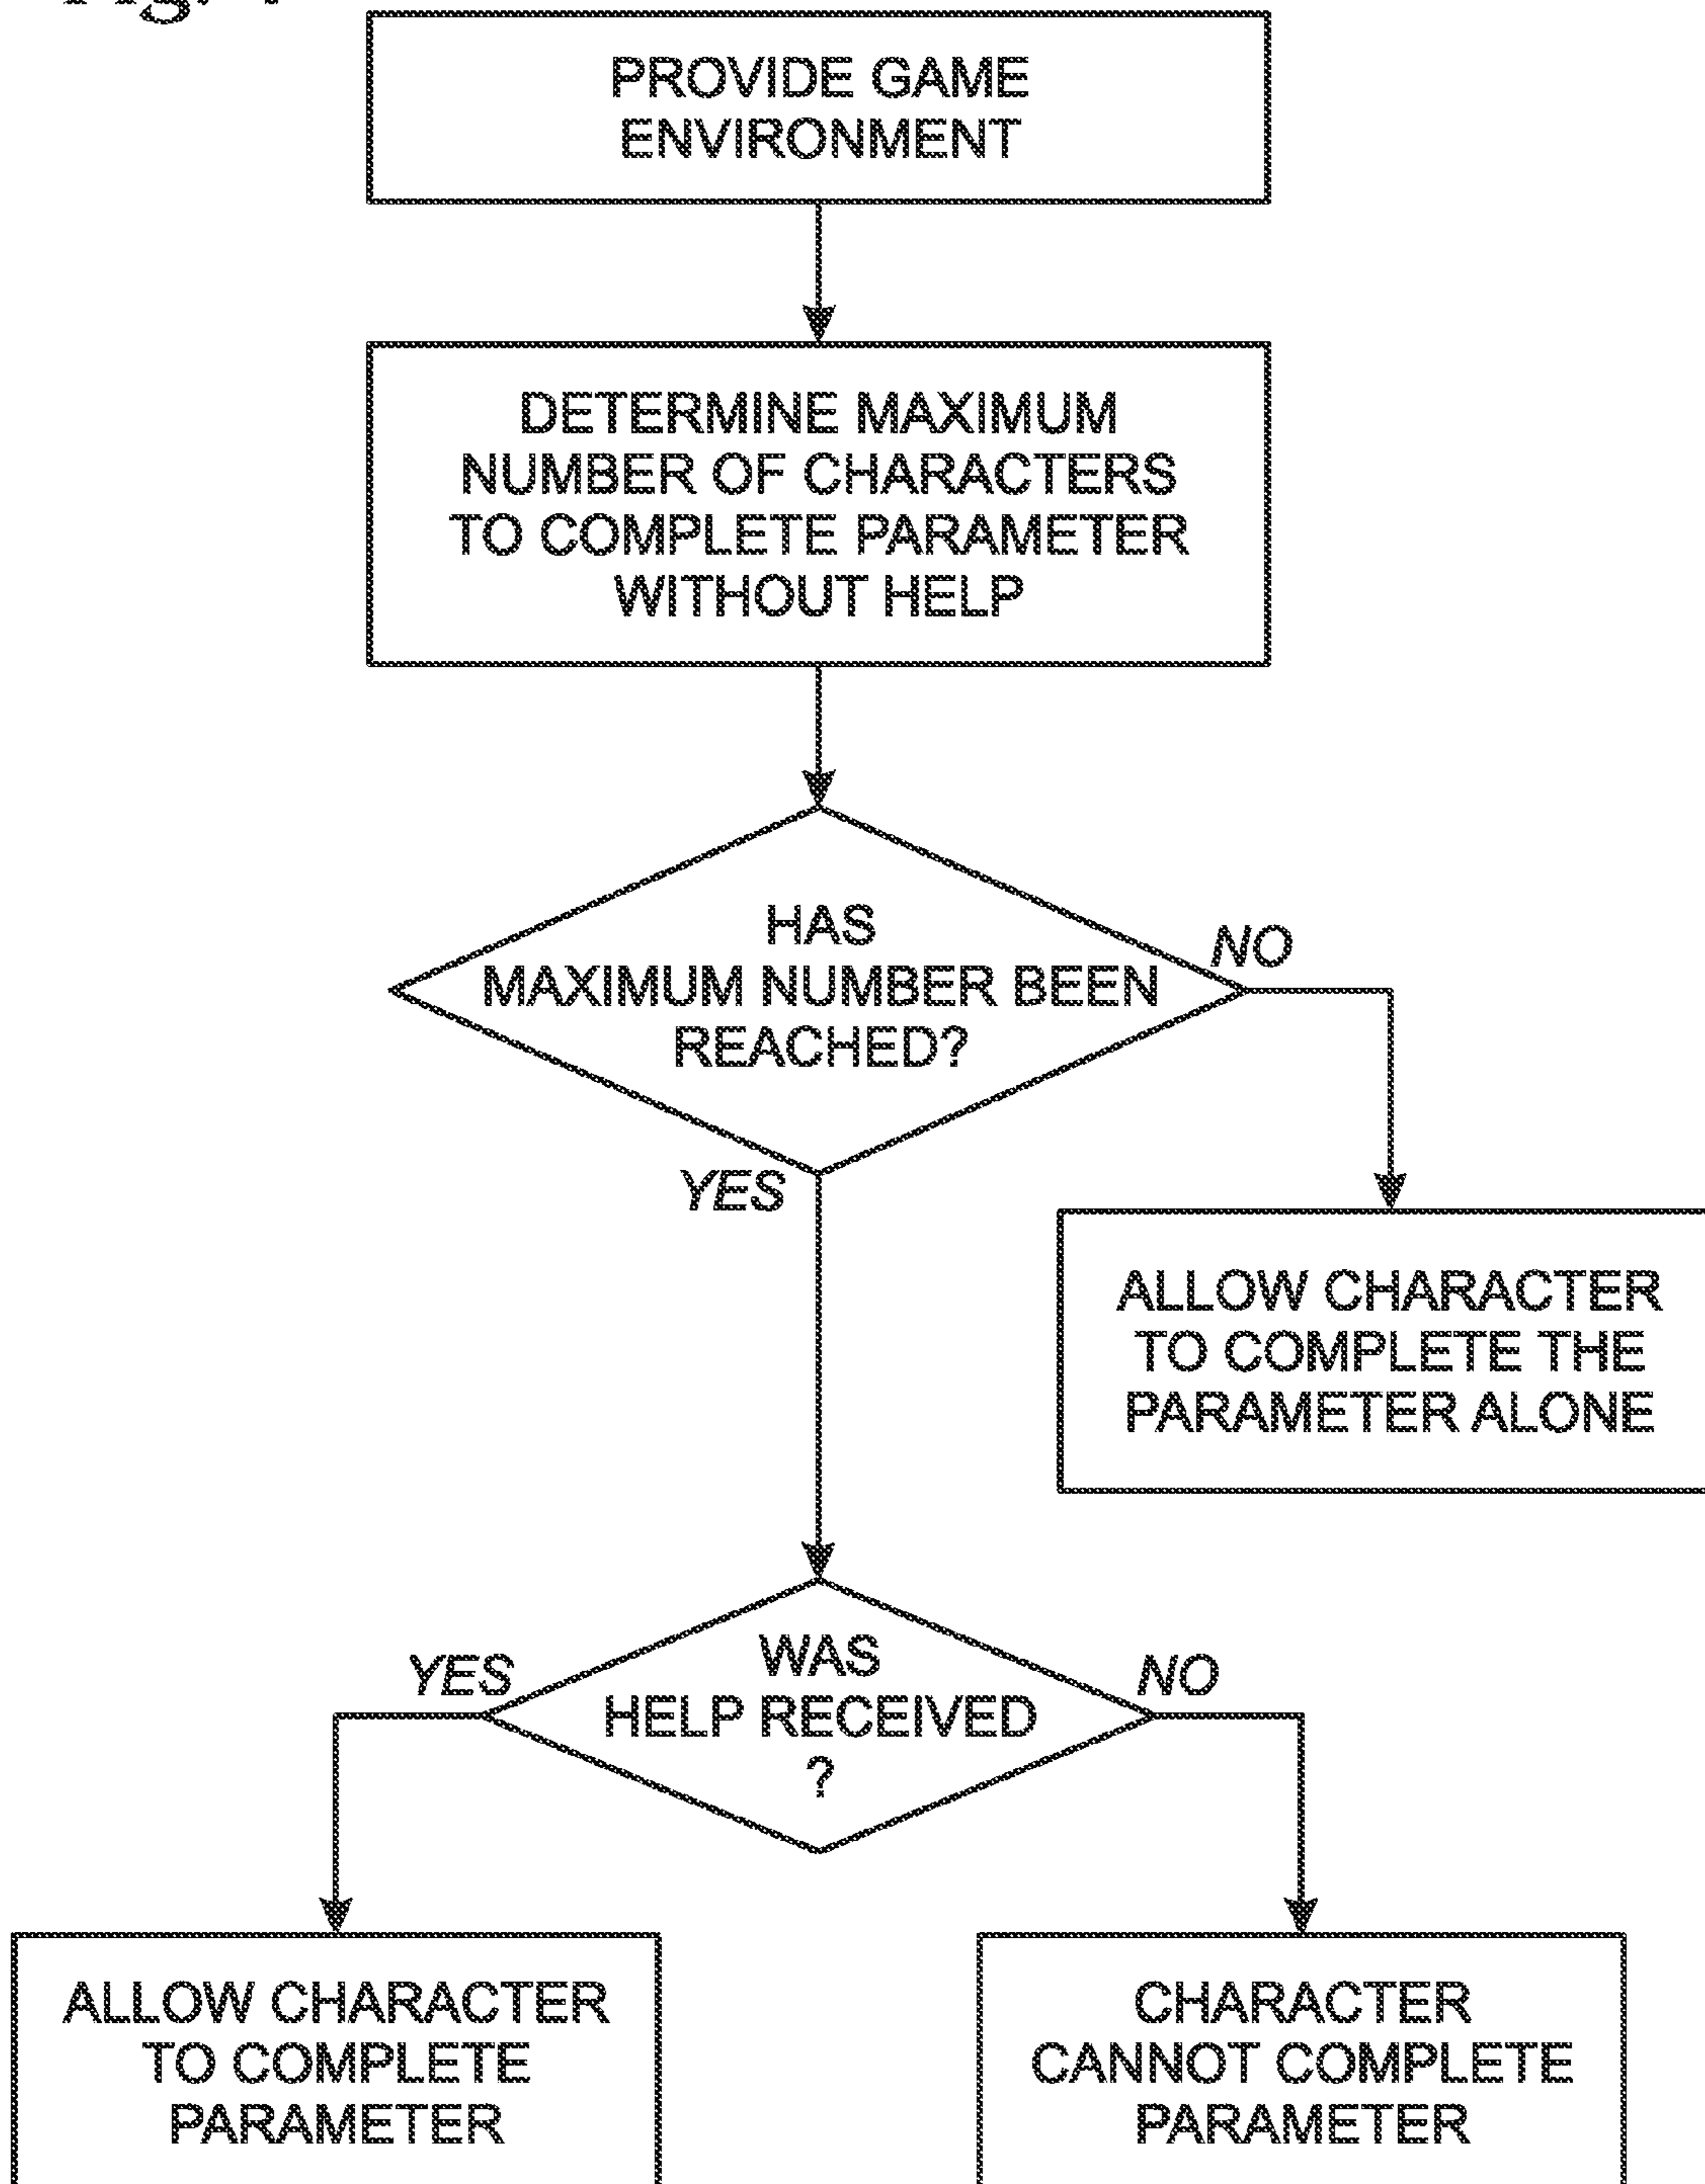 PROVIDE GAME
ENVIRONMENT
DETERMINE MAXIMUM
NUMBER OF CHARACTERS
TO COMPLETE PARAMETER
WITHOUT HELP
HAS
MAXIMUM NUMBER BEEN
REACHED?
NO
YES
ALLOW CHARACTER
TO COMPLETE THE
PARAMETER ALONE
YES
WAS
HELP RECEIVED
?
NO
ALLOW CHARACTER
TO COMPLETE
PARAMETER
CHARACTER
CANNOT COMPLETE
PARAMETER